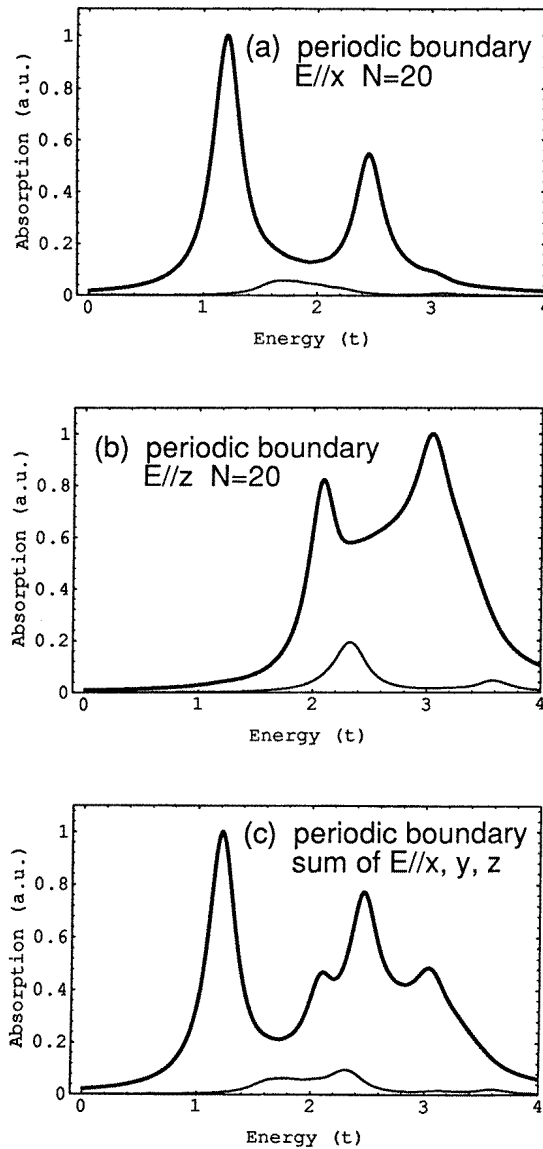 (a) periodic boundary
E//x N=20
Absorption (a.u.)
1
0.8
0.6
0.4
0.2
0
0 1 2 3 4
Energy (t)
(b) periodic boundary
E//z N=20
Absorption (a.u.)
1
0.8
0.6
0.4
0.2
0
0 1 2 3 4
Energy (t)
(c) periodic boundary
sum of E//x, y, z
Absorption (a.u.)
1
0.8
0.6
0.4
0.2
0
0 1 2 3 4
Energy (t)